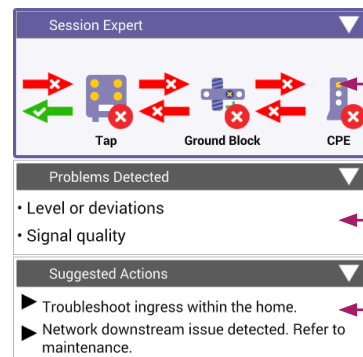 Session Expert
Tap Ground Block CPE
Problems Detected
• Level or deviations
• Signal quality
Suggested Actions
Troubleshoot ingress within the home.
Network downstream issue detected. Refer to
maintenance.